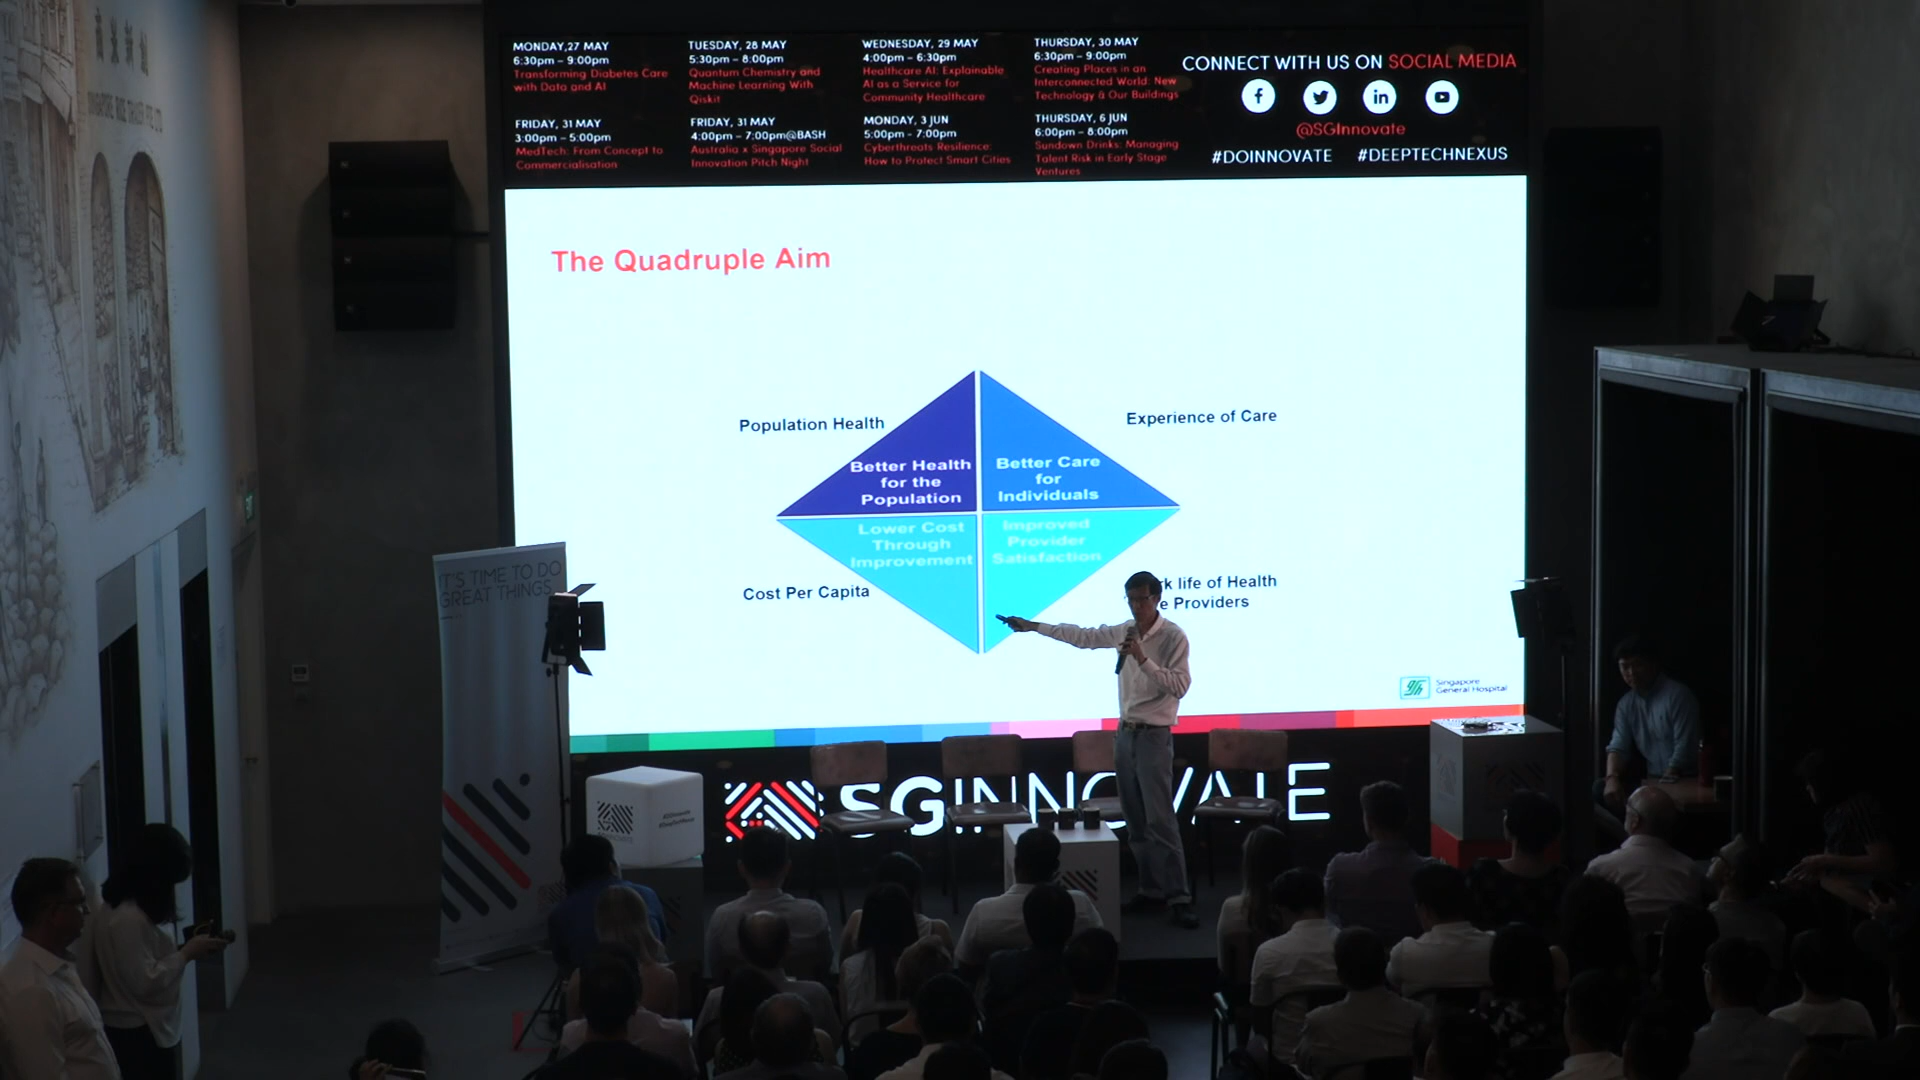 MONDAY,27 MAY
6:30pm – 9:00pm
Transforming Diabetes Care
with Data and AI
TUESDAY, 28 MAY
5:30pm – 8:00pm
Quantum Chemistry and
Machine Learning With
Qiskit
WEDNESDAY, 29 MAY
4:00pm – 6:30pm
Healthcare AI: Explainable
AI as a Service for
Community Healthcare
THURSDAY, 30 MAY
6:30pm – 9:00pm
Creating Places in an
Interconnected World: New
Technology & Our Buildings
FRIDAY, 31 MAY
3:00pm – 5:00pm
MedTech: From Concept to
Commercialisation
FRIDAY, 31 MAY
4:00pm – 7:00pm@BASH
Australia x Singapore Social
Innovation Pitch Night
MONDAY, 3 JUN
5:00pm - 7:00pm
Cyberthreats Resilience:
How to Protect Smart Cities
THURSDAY, 6 JUN
6:00pm – 8:00pm
Sundown Drinks: Managing
Talent Risk in Early Stage
Ventures
CONNECT WITH US ON SOCIAL MEDIA
@SGInnovate
#DOINNOVATE #DEEPTECHNEXUS
The Quadruple Aim
Population Health
Experience of Care
Better Health
for the
Population
Better Care
for
Individuals
Lower Cost
Through
Improvement
Improved
Provider
Satisfaction
Cost Per Capita
rk life of Health
e Providers
Singapore
General Hospital
IT'S TIME TO DO
GREAT THINGS
SGINNOVATE